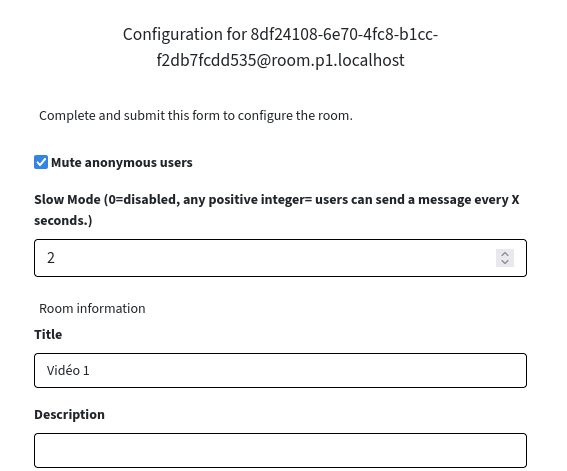 Configuration for 8df24108-6e70-4fc8-b1cc-
f2db7fcdd535@room.p1.localhost
Complete and submit this form to configure the room.
Mute anonymous users
Slow Mode (0=disabled, any positive integer= users can send a message every X
seconds.)
2
Room information
Title
Vidéo 1
Description